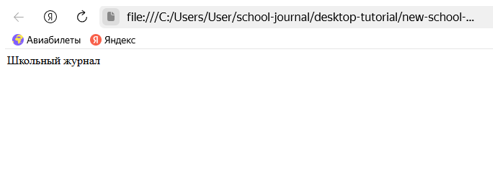 file:///C:/Users/User/school-journal/desktop-tutorial/new-school-...
Авиабилеты Яндекс
Школьный журнал